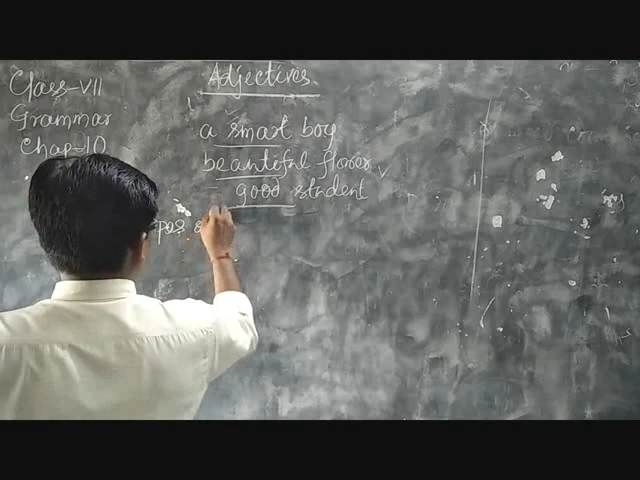 Class-VII
Grammar
Chap-10
Adjectives
a smart boy
beautiful flower
good student